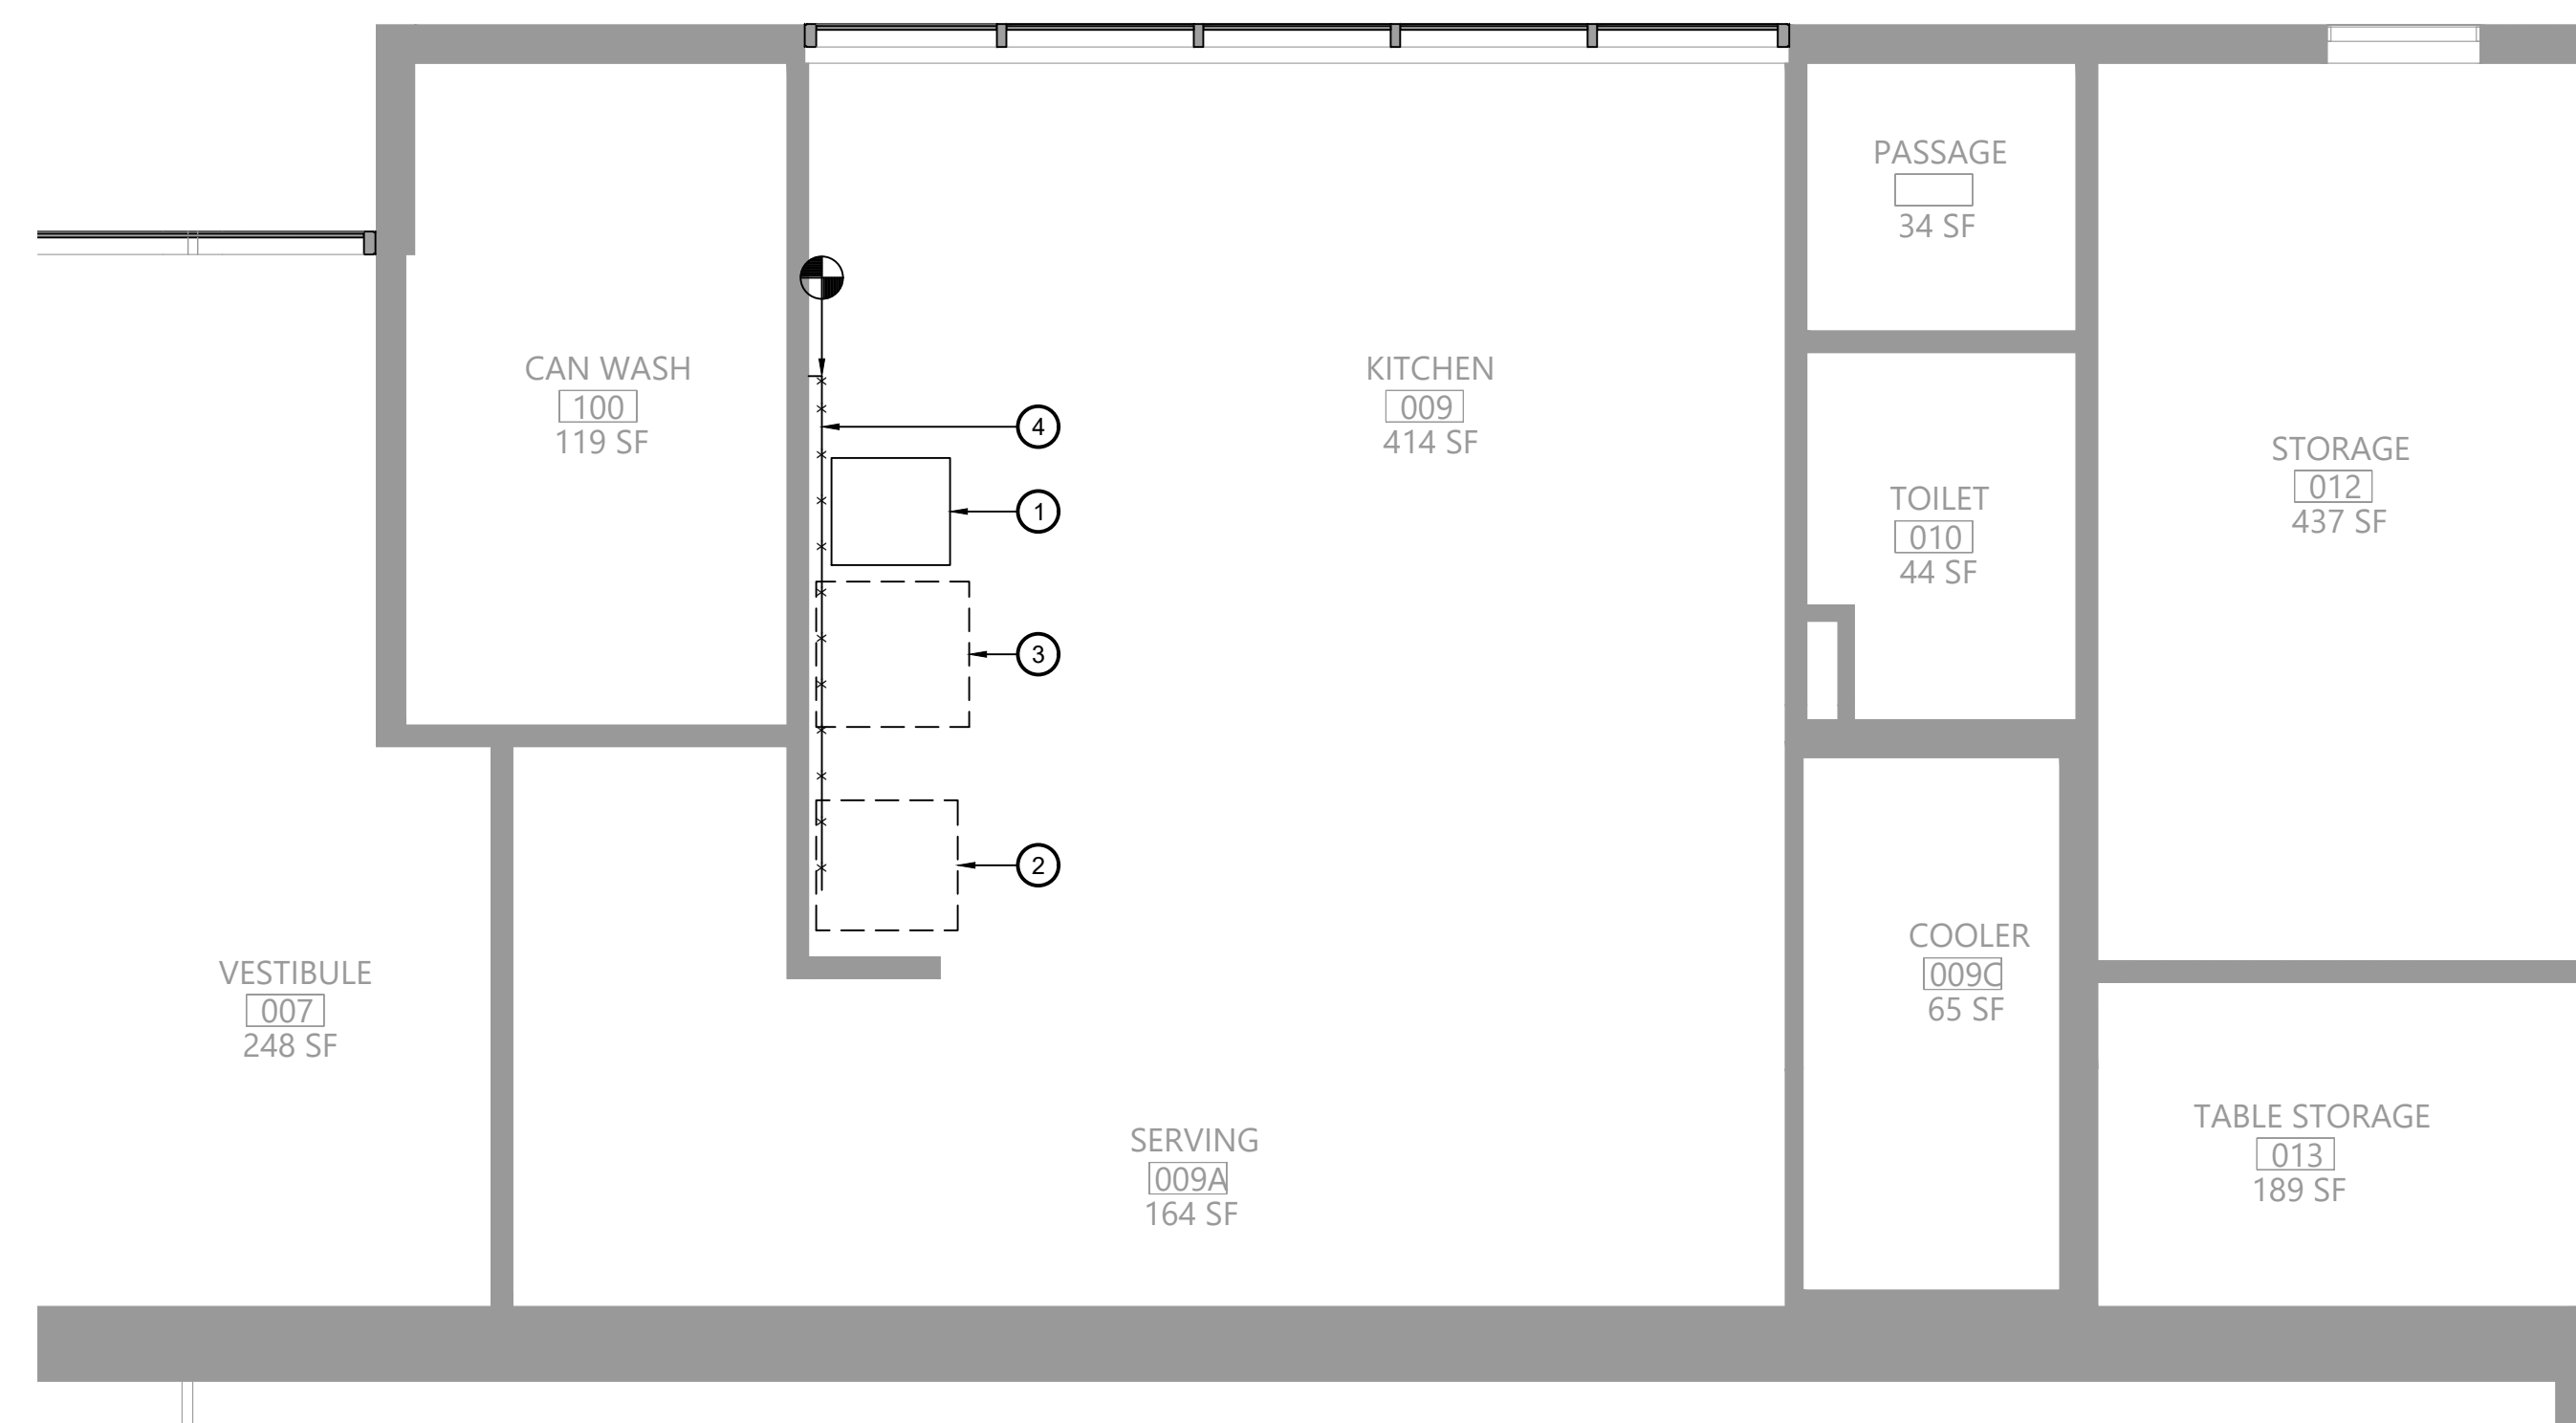 PASSAGE
34 SF
CAN WASH
100
119 SF
KITCHEN
009
414 SF
4
1
3
2
STORAGE
012
437 SF
TOILET
010
44 SF
VESTIBULE
007
248 SF
COOLER
009C
65 SF
SERVING
009A
164 SF
TABLE STORAGE
013
189 SF